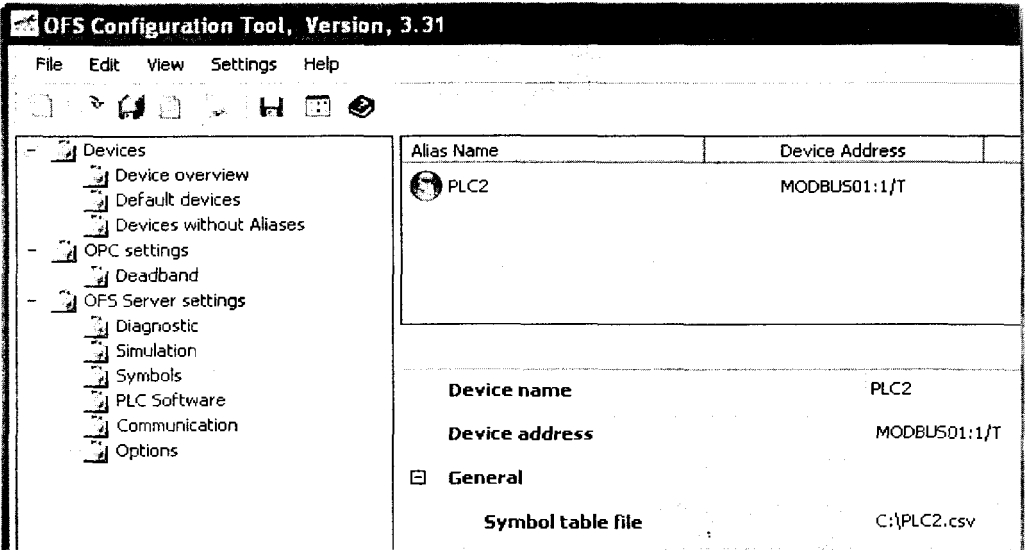 OFS Configuration Tool, Version, 3.31
File Edit View Settings Help
Devices
Device overview
Default devices
Devices without Aliases
OPC settings
Deadband
OFS Server settings
Diagnostic
Simulation
Symbols
PLC Software
Communication
Options
Alias Name Device Address
PLC2 MODBUS01:1/T
Device name PLC2
Device address MODBUS01:1/T
General
Symbol table file C:\PLC2.csv